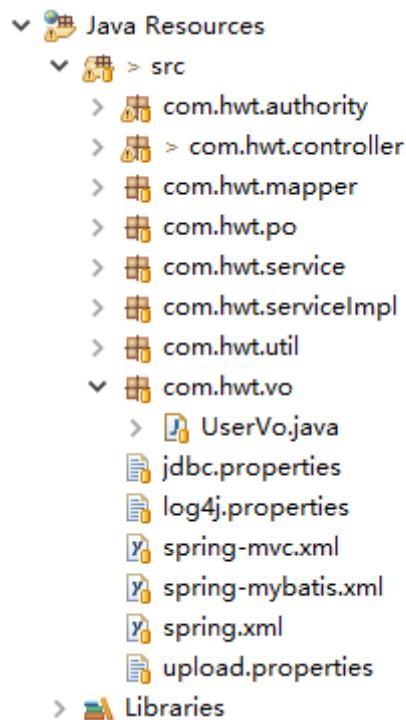 Java Resources
> src
com.hwt.authority
> com.hwt.controller
com.hwt.mapper
com.hwt.po
com.hwt.service
com.hwt.serviceImpl
com.hwt.util
com.hwt.vo
UserVo.java
jdbc.properties
log4j.properties
spring-mvc.xml
spring-mybatis.xml
spring.xml
upload.properties
Libraries